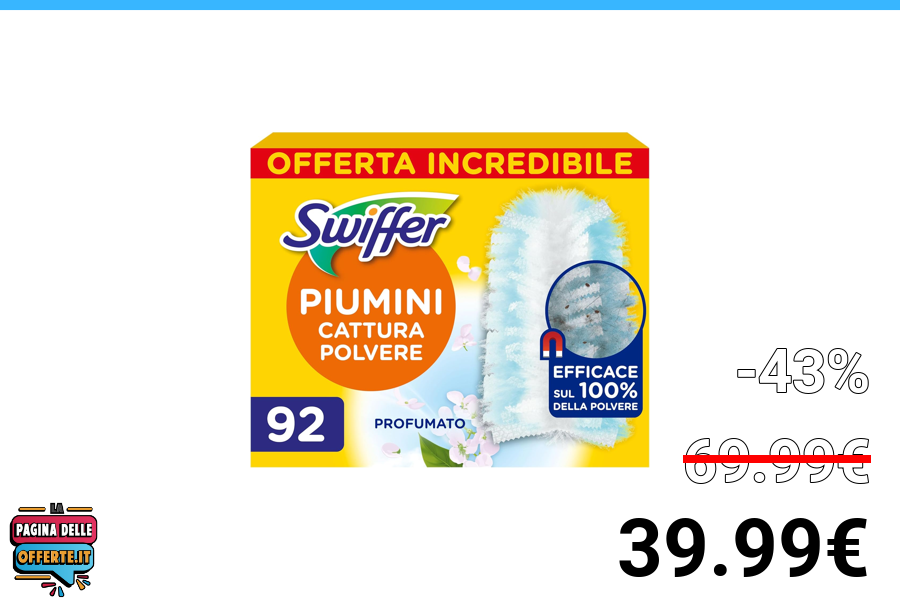 OFFERTA INCREDIBILE
Swiffer
PIUMINI
CATTURA
POLVERE
EFFICACE
SUL 100%
DELLA POLVERE
92
PROFUMATO
-43%
69.99€
39.99€
LA
PAGINA DELLE
OFFERTE.IT